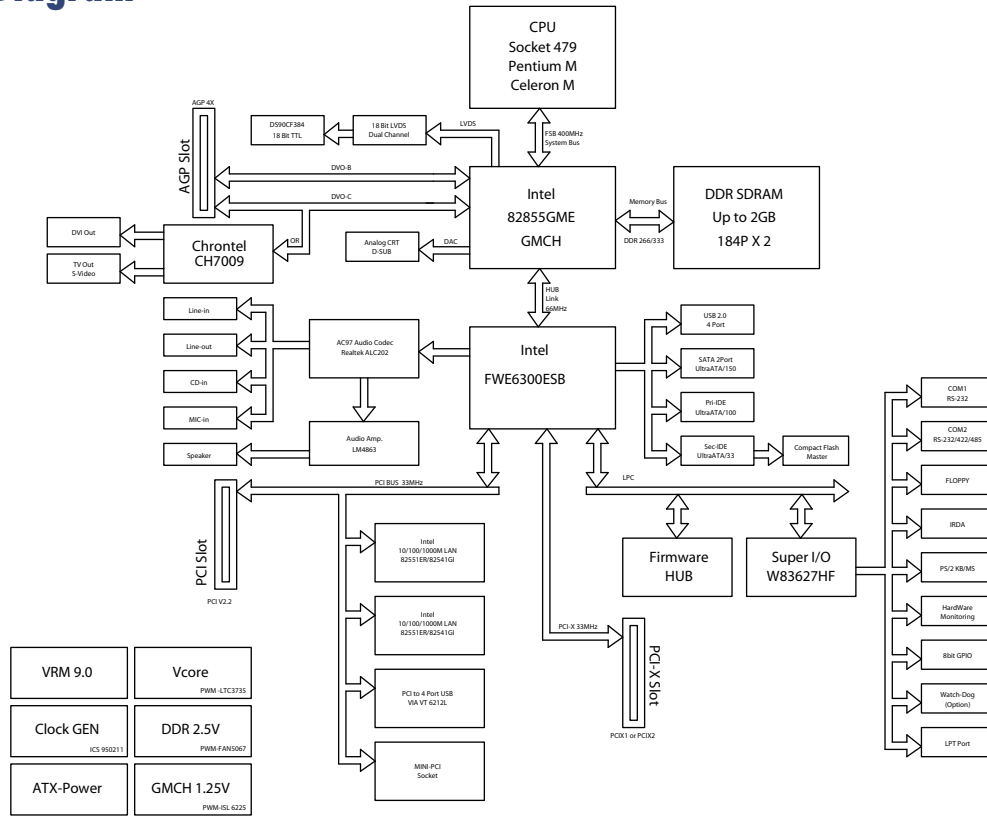 CPU
Socket 479
Pentium M
Celeron M
AGP 4X
AGP Slot
DS90CF384
18 Bit TTL
18 Bit LVDS
Dual Channel
LVDS
FSB 400MHz
System Bus
DVO-B
DVO-C
Intel
82855GME
GMCH
Memory Bus
DDR 266/333
DDR SDRAM
Up to 2GB
184P X 2
DVI Out
TV Out
S-Video
Chrontel
CH7009
OR
Analog CRT
D-SUB
DAC
HUB
Link
66MHz
Line-in
Line-out
CD-in
MIC-in
Speaker
AC97 Audio Codec
Realtek ALC202
Audio Amp.
LM4863
Intel
FWE6300ESB
USB 2.0
4 Port
SATA 2Port
UltraATA/150
Pri-IDE
UltraATA/100
Sec-IDE
UltraATA/33
Compact Flash
Master
PCI BUS 33MHz
LPC
PCI Slot
PCI V2.2
Intel
10/100/1000M LAN
82551ER/82541GI
Intel
10/100/1000M LAN
82551ER/82541GI
PCI to 4 Port USB
VIA VT 6212L
MINI-PCI
Socket
PCI-X 33MHz
PCI-X Slot
PCIX1 or PCIX2
Firmware
HUB
Super I/O
W83627HF
COM1
RS-232
COM2
RS-232/422/485
FLOPPY
IRDA
PS/2 KB/MS
HardWare
Monitoring
8bit GPIO
Watch-Dog
(Option)
LPT Port
VRM 9.0
Vcore
PWM -LTC3735
Clock GEN
ICS 950211
DDR 2.5V
PWM-FAN5067
ATX-Power
GMCH 1.25V
PWM-ISL 6225